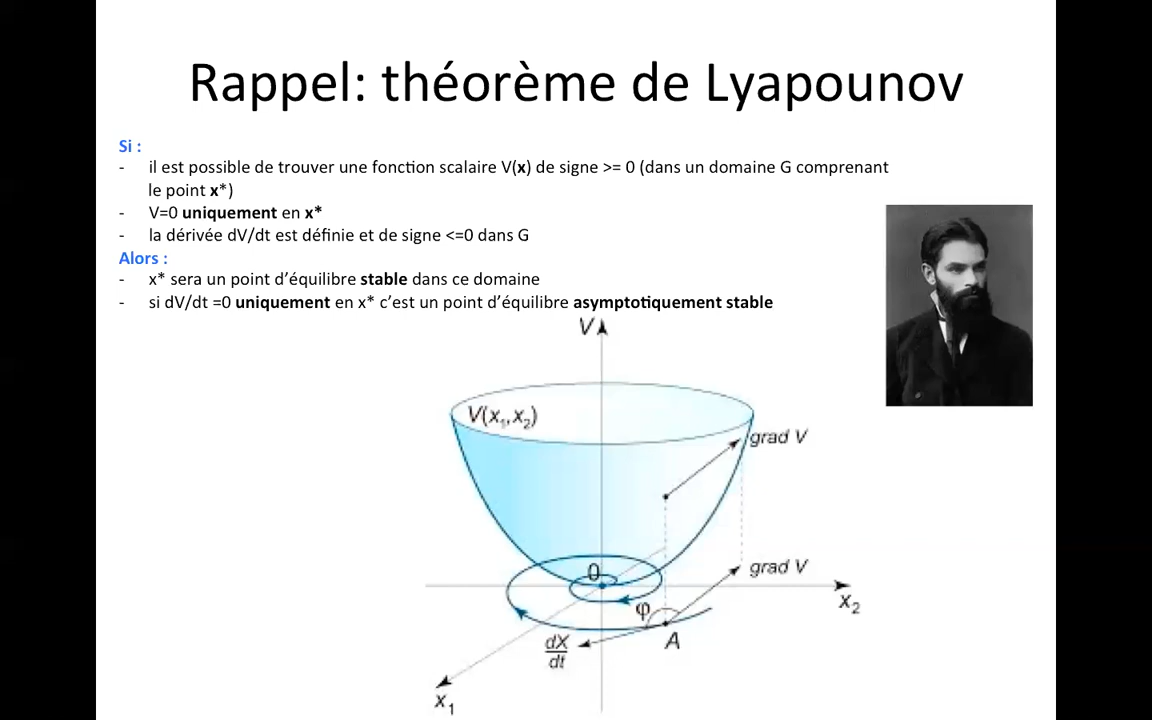 Rappel: théorème de Lyapounov
Si :
- il est possible de trouver une fonction scalaire V(x) de signe >= 0 (dans un domaine G comprenant
le point x*)
- V=0 uniquement en x*
- la dérivée dV/dt est définie et de signe <=0 dans G
Alors :
- x* sera un point d’équilibre stable dans ce domaine
- si dV/dt =0 uniquement en x* c’est un point d’équilibre asymptotiquement stable
V
V(x₁,x₂)
grad V
0
grad V
x₂
φ
A
dX
dt
x₁